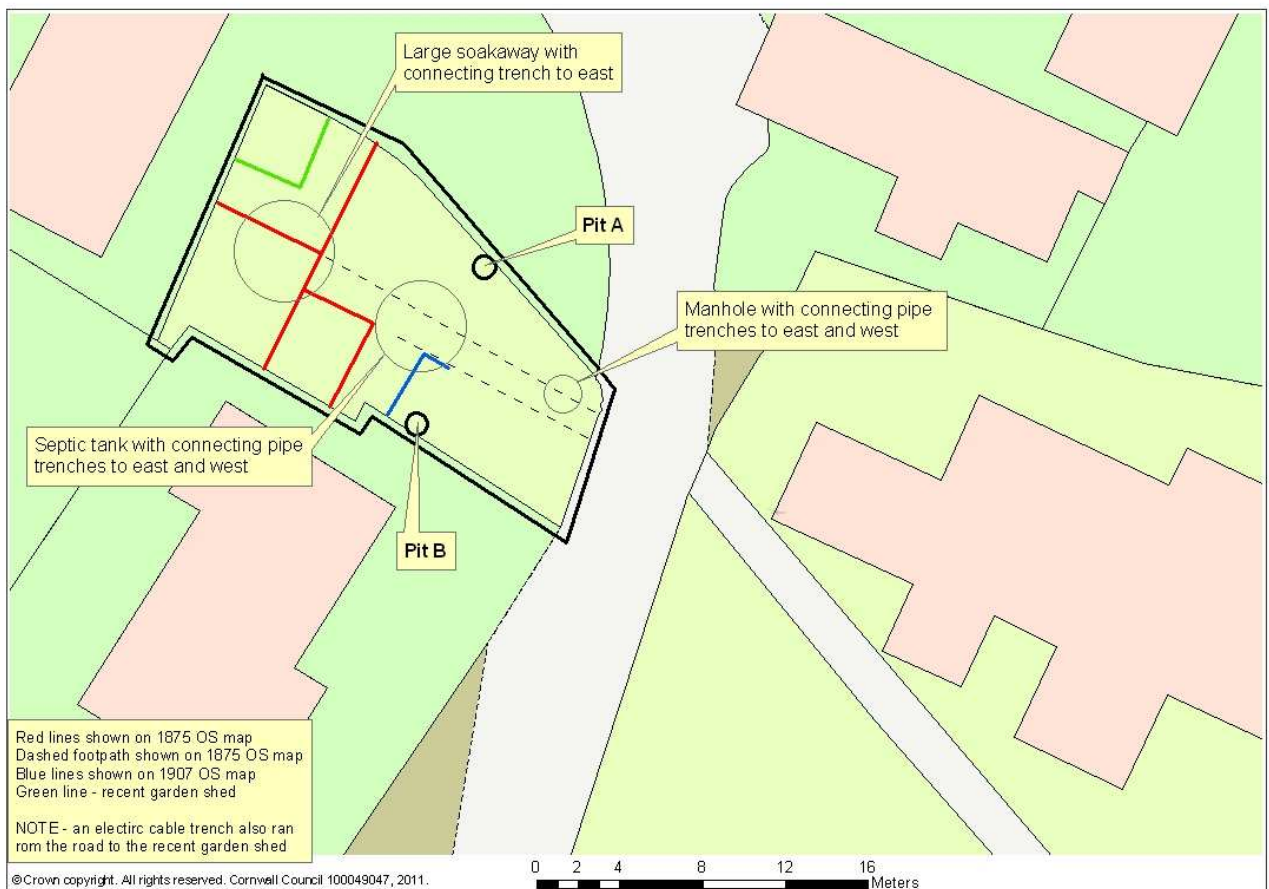 Large soakaway with
connecting trench to east
Pit A
Manhole with connecting pipe
trenches to east and west
Septic tank with connecting pipe
trenches to east and west
Pit B
Red lines shown on 1875 OS map
Dashed footpath shown on 1875 OS map
Blue lines shown on 1907 OS map
Green line - recent garden shed
NOTE - an electirc cable trench also ran
rom the road to the recent garden shed
©Crown copyright. All rights reserved. Cornwall Council 100049047, 2011.
0 2 4 8 12 16
Meters